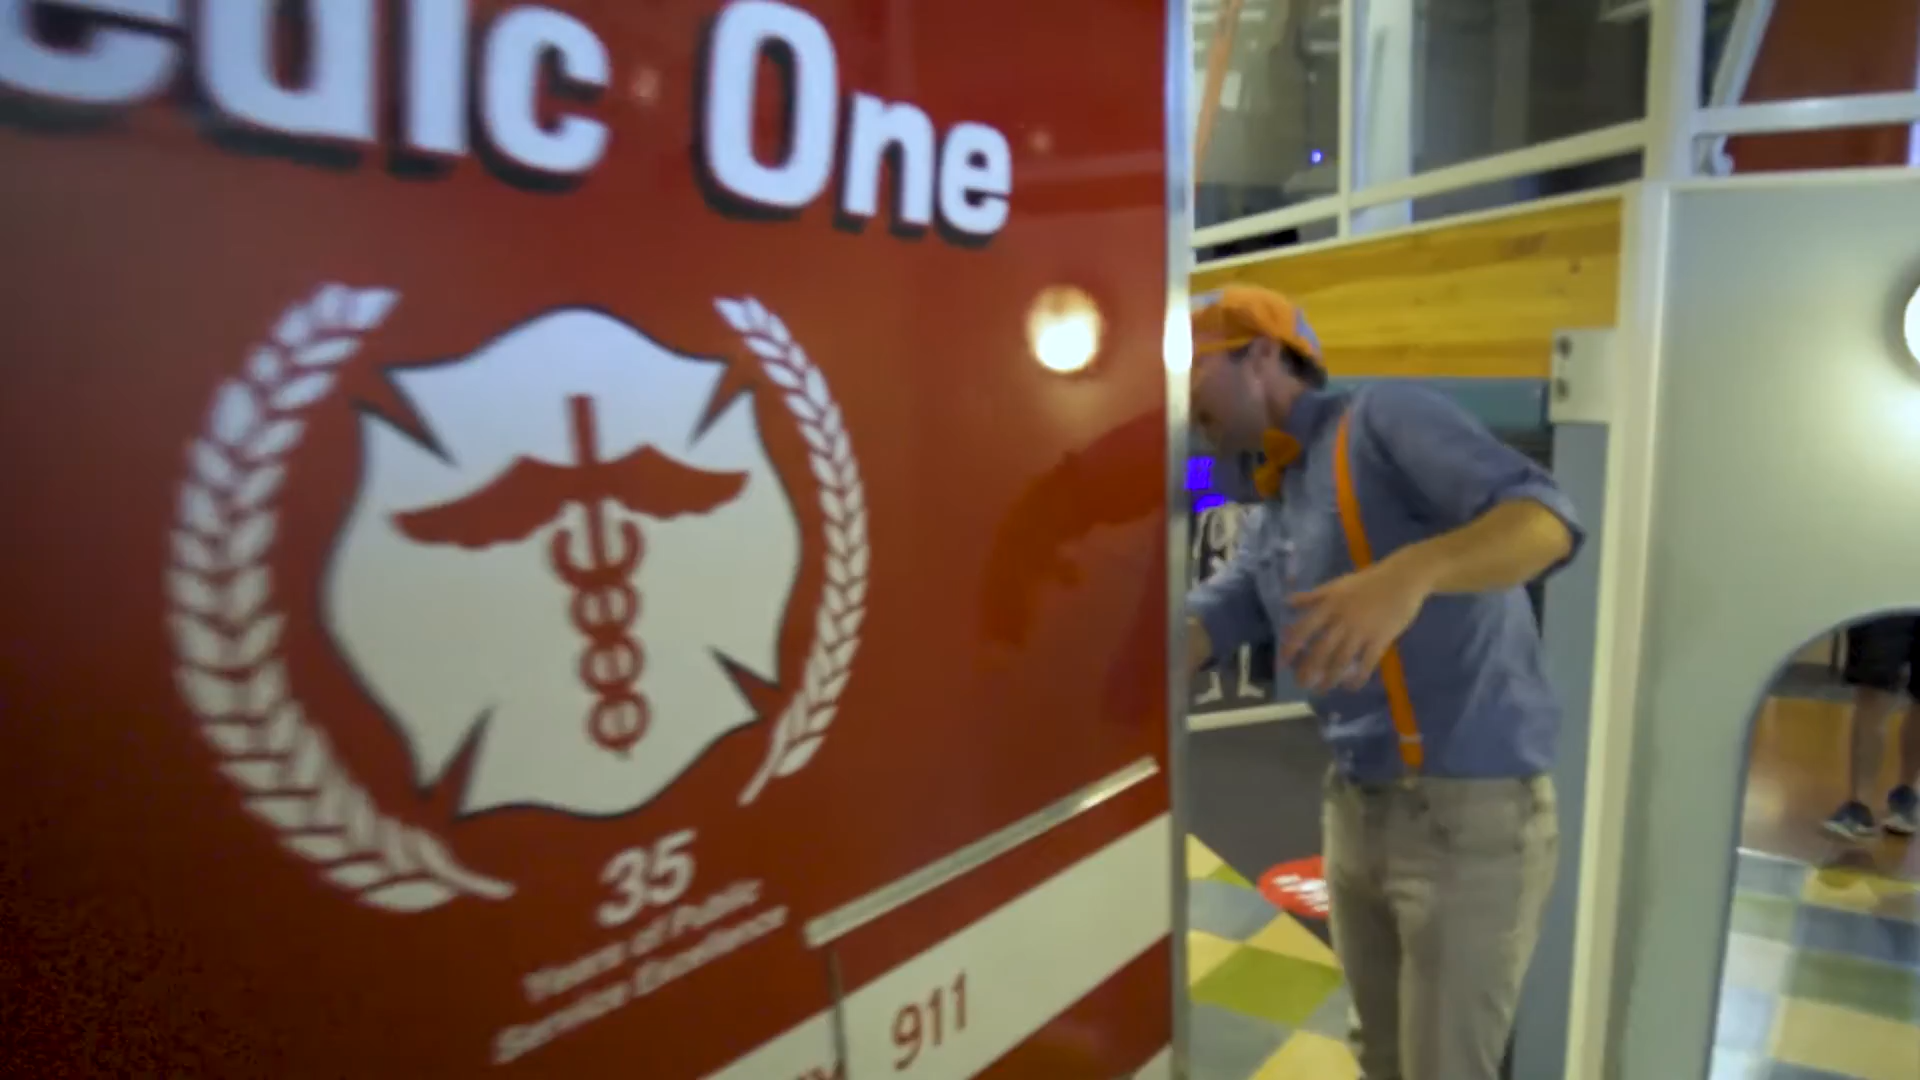 edic One
35
Years of Public
Service Excellence
911